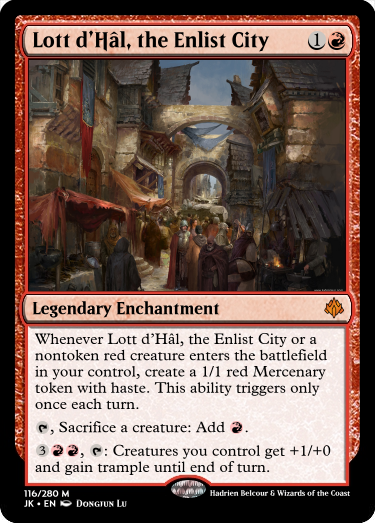 Lott d'Ⱨâl, the Enlist City 1
Legendary Enchantment
Whenever Lott d'Hâl, the Enlist City or a
nontoken red creature enters the battlefield
in your control, create a 1/1 red Mercenary
token with haste. This ability triggers only
once each turn.
, Sacrifice a creature: Add .
3 , : Creatures you control get +1/+0
and gain trample until end of turn.
116/280 M
JK • EN Dongjun Lu
Hadrien Belcour & Wizards of the Coast